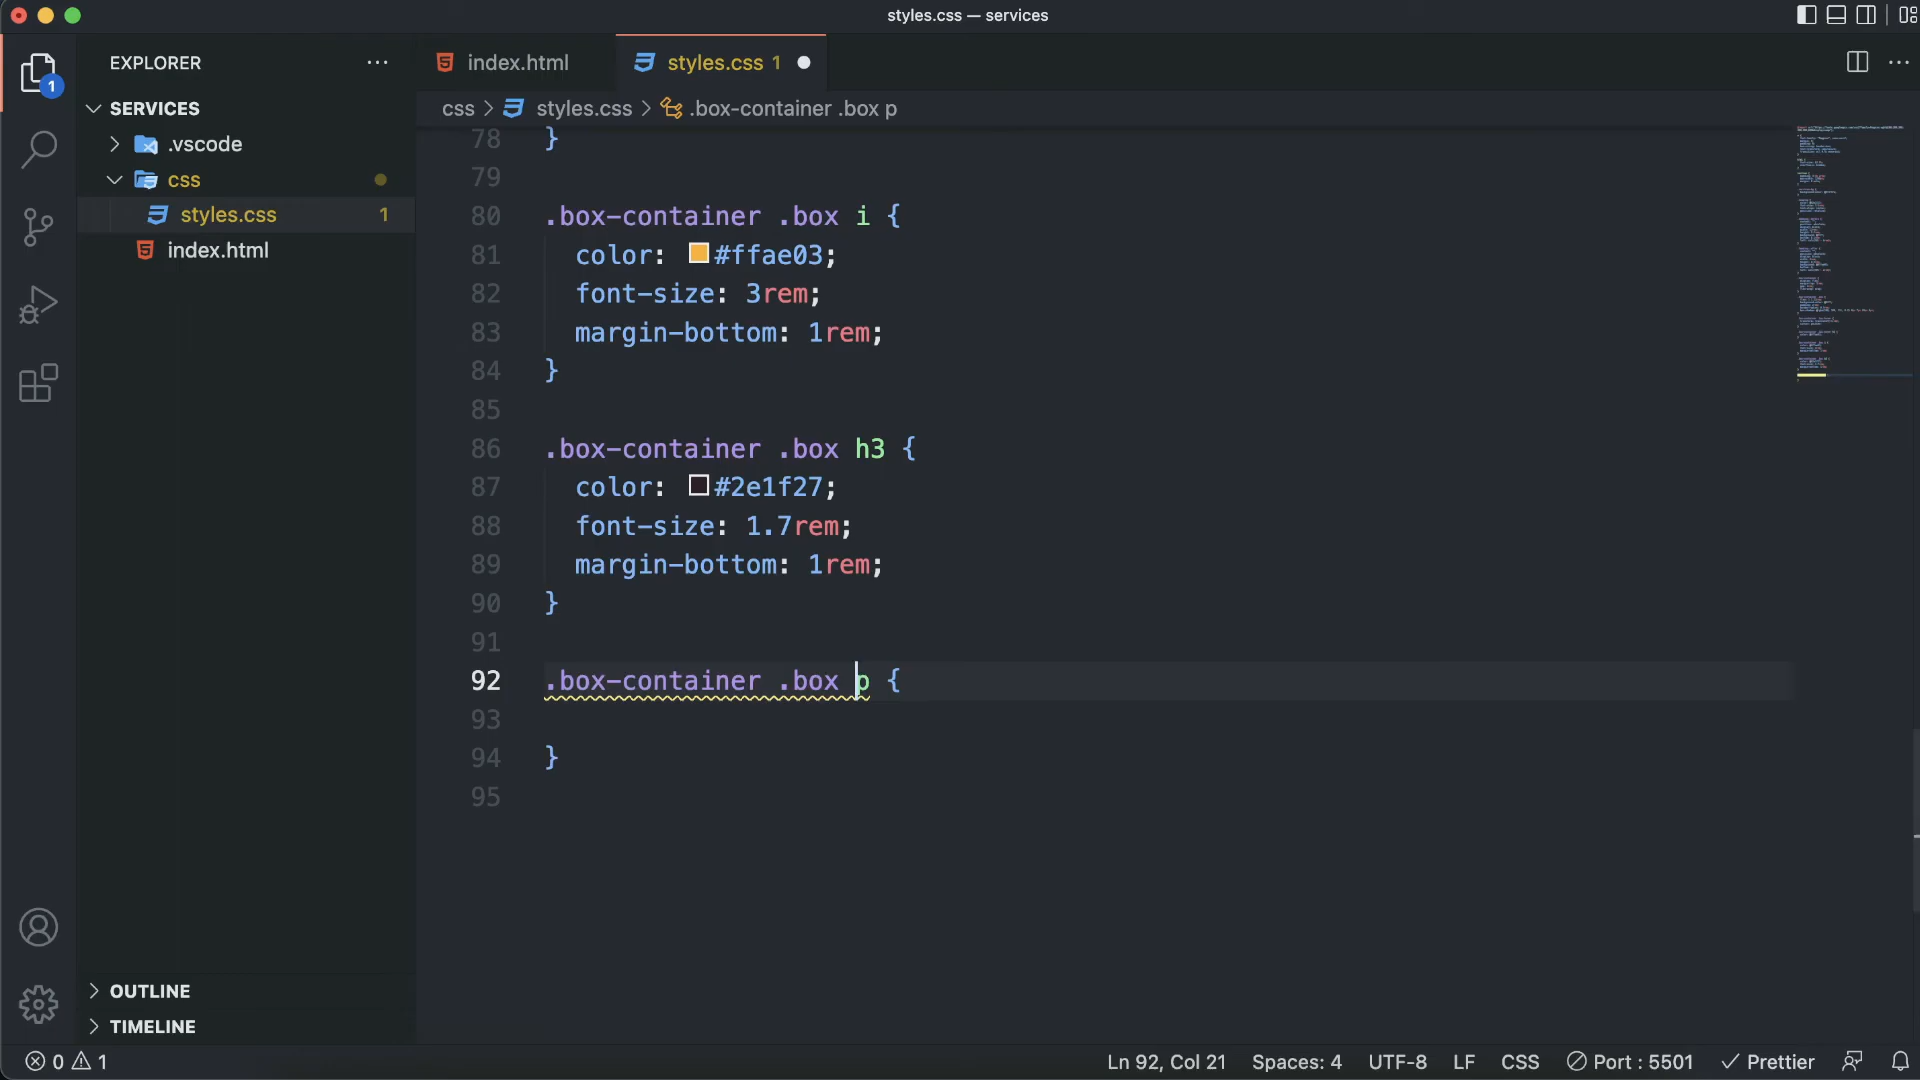 styles.css — services
EXPLORER
index.html
styles.css 1
SERVICES
css
styles.css
.box-container .box p
.vscode
css
styles.css
1
index.html
1
78 }
79
80 .box-container .box i {
81 color: #ffae03;
82 font-size: 3rem;
83 margin-bottom: 1rem;
84 }
85
86 .box-container .box h3 {
87 color: #2e1f27;
88 font-size: 1.7rem;
89 margin-bottom: 1rem;
90 }
91
92 .box-container .box p {
93
94 }
95
OUTLINE
TIMELINE
0 1
Ln 92, Col 21
Spaces: 4
UTF-8
LF
CSS
Port : 5501
Prettier